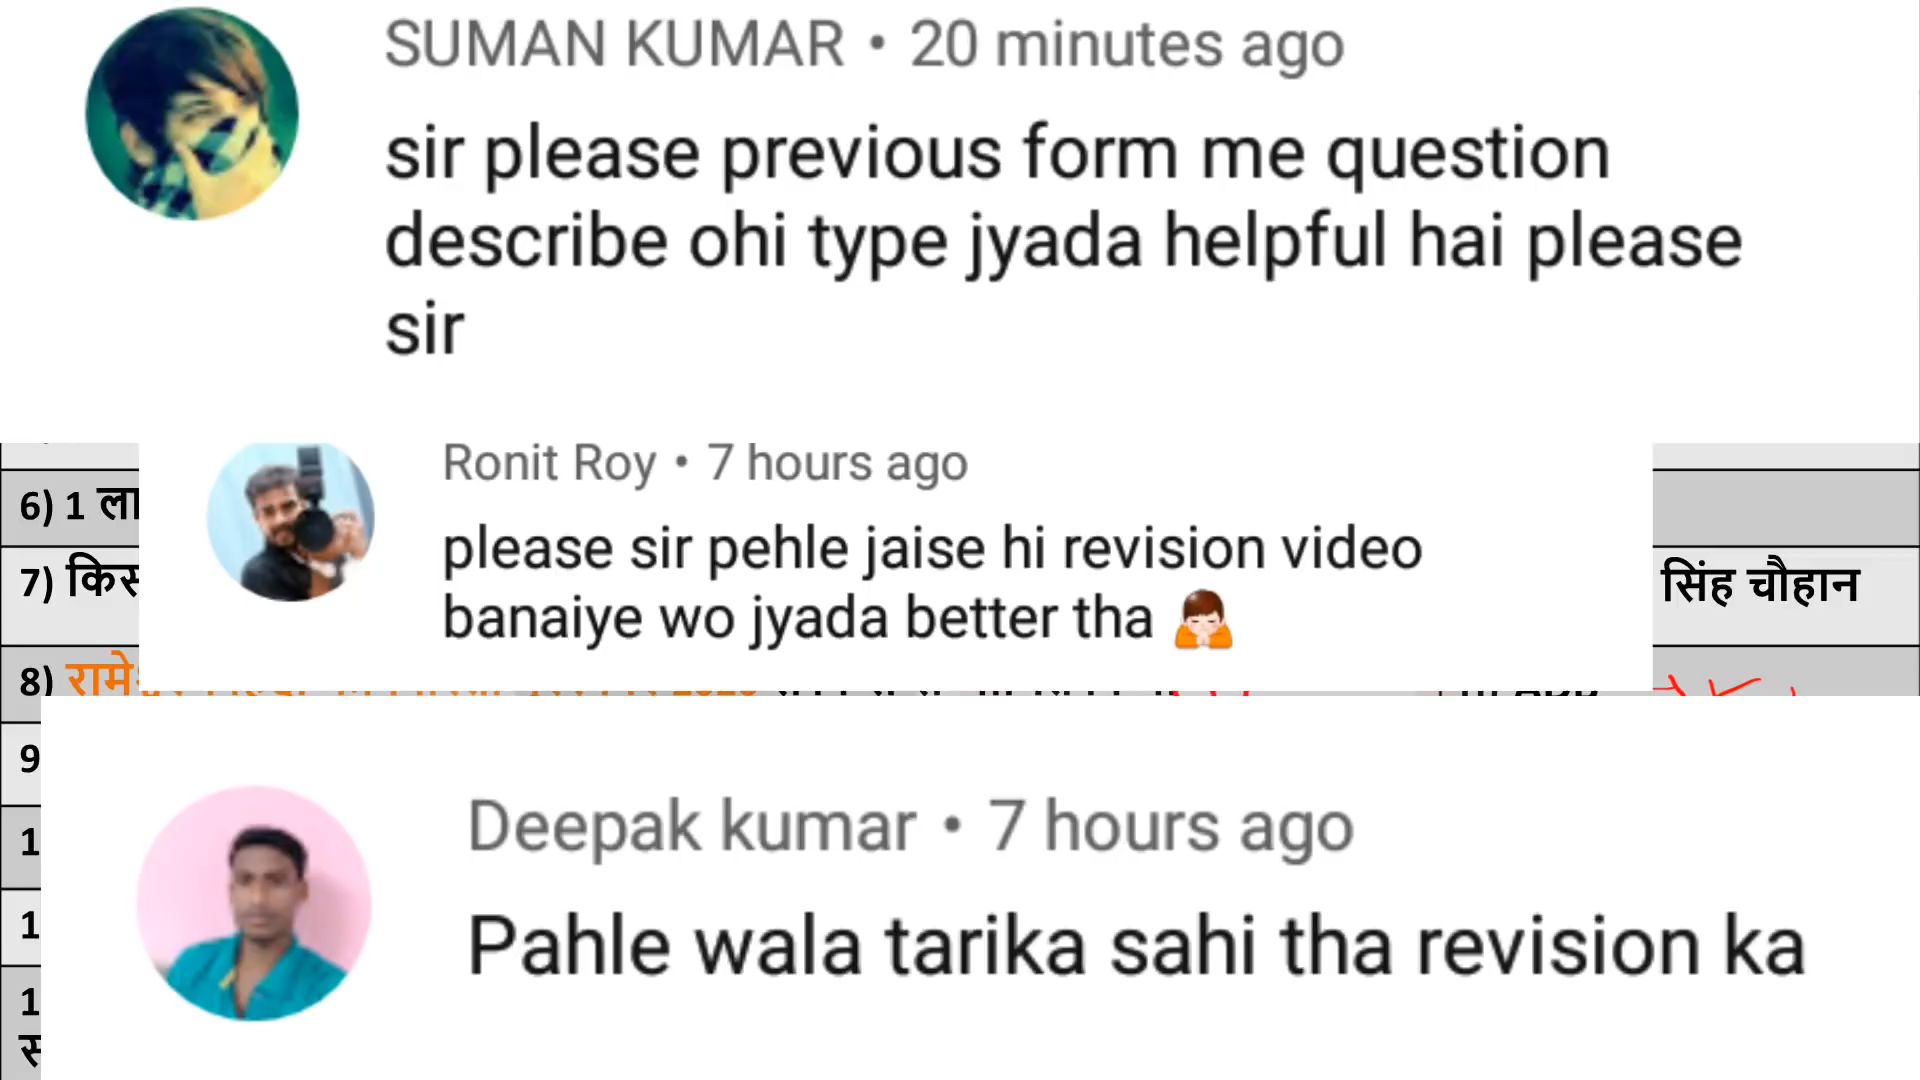 SUMAN KUMAR • 20 minutes ago
sir please previous form me question
describe ohi type jyada helpful hai please
sir
Ronit Roy • 7 hours ago
6) 1
please sir pehle jaise hi revision video
7)
सिंह चौहान
banaiye wo jyada better tha 🙏
8)
9
Deepak kumar • 7 hours ago
1
1
Pahle wala tarika sahi tha revision ka
1